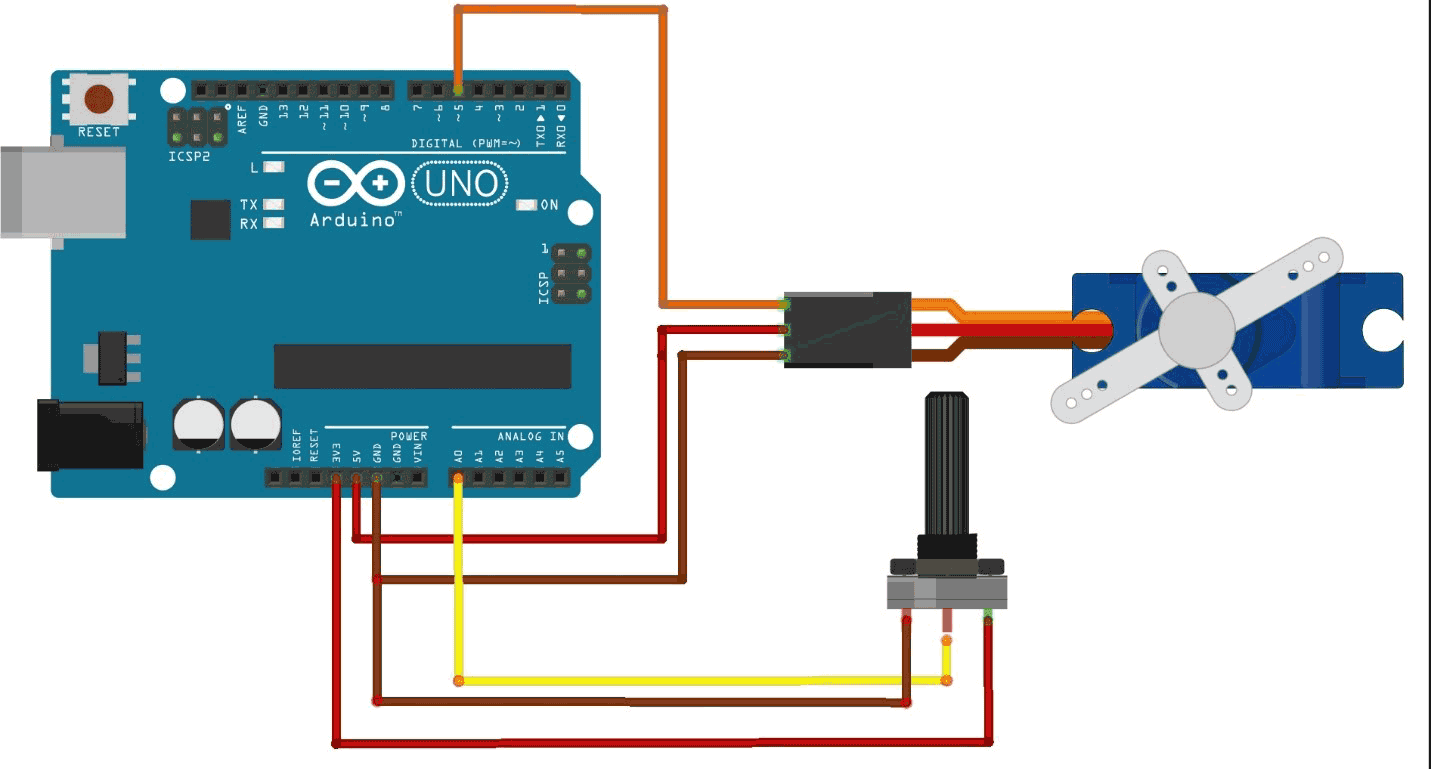 RESET
ICSP2
AREF
GND
13
12
~11
~10
~9
8
7
~6
~5
4
~3
2
TX0▶1
RX0◀0
DIGITAL (PWM=~)
L
TX
RX
Arduino™
UNO
ON
1
ICSP
IOREF
RESET
3V3
5V
GND
GND
VIN
POWER
A0
A1
A2
A3
A4
A5
ANALOG IN